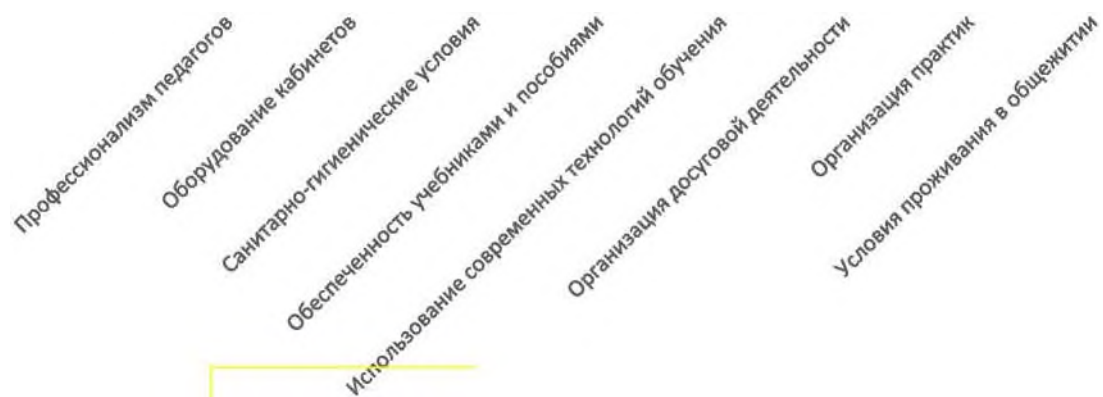 Профессионализм педагогов
Оборудование кабинетов
Санитарно-гигиенические условия
Обеспеченность учебниками и пособиями
Использование современных технологий обучения
Организация досуговой деятельности
Организация практик
Условия проживания в общежитии